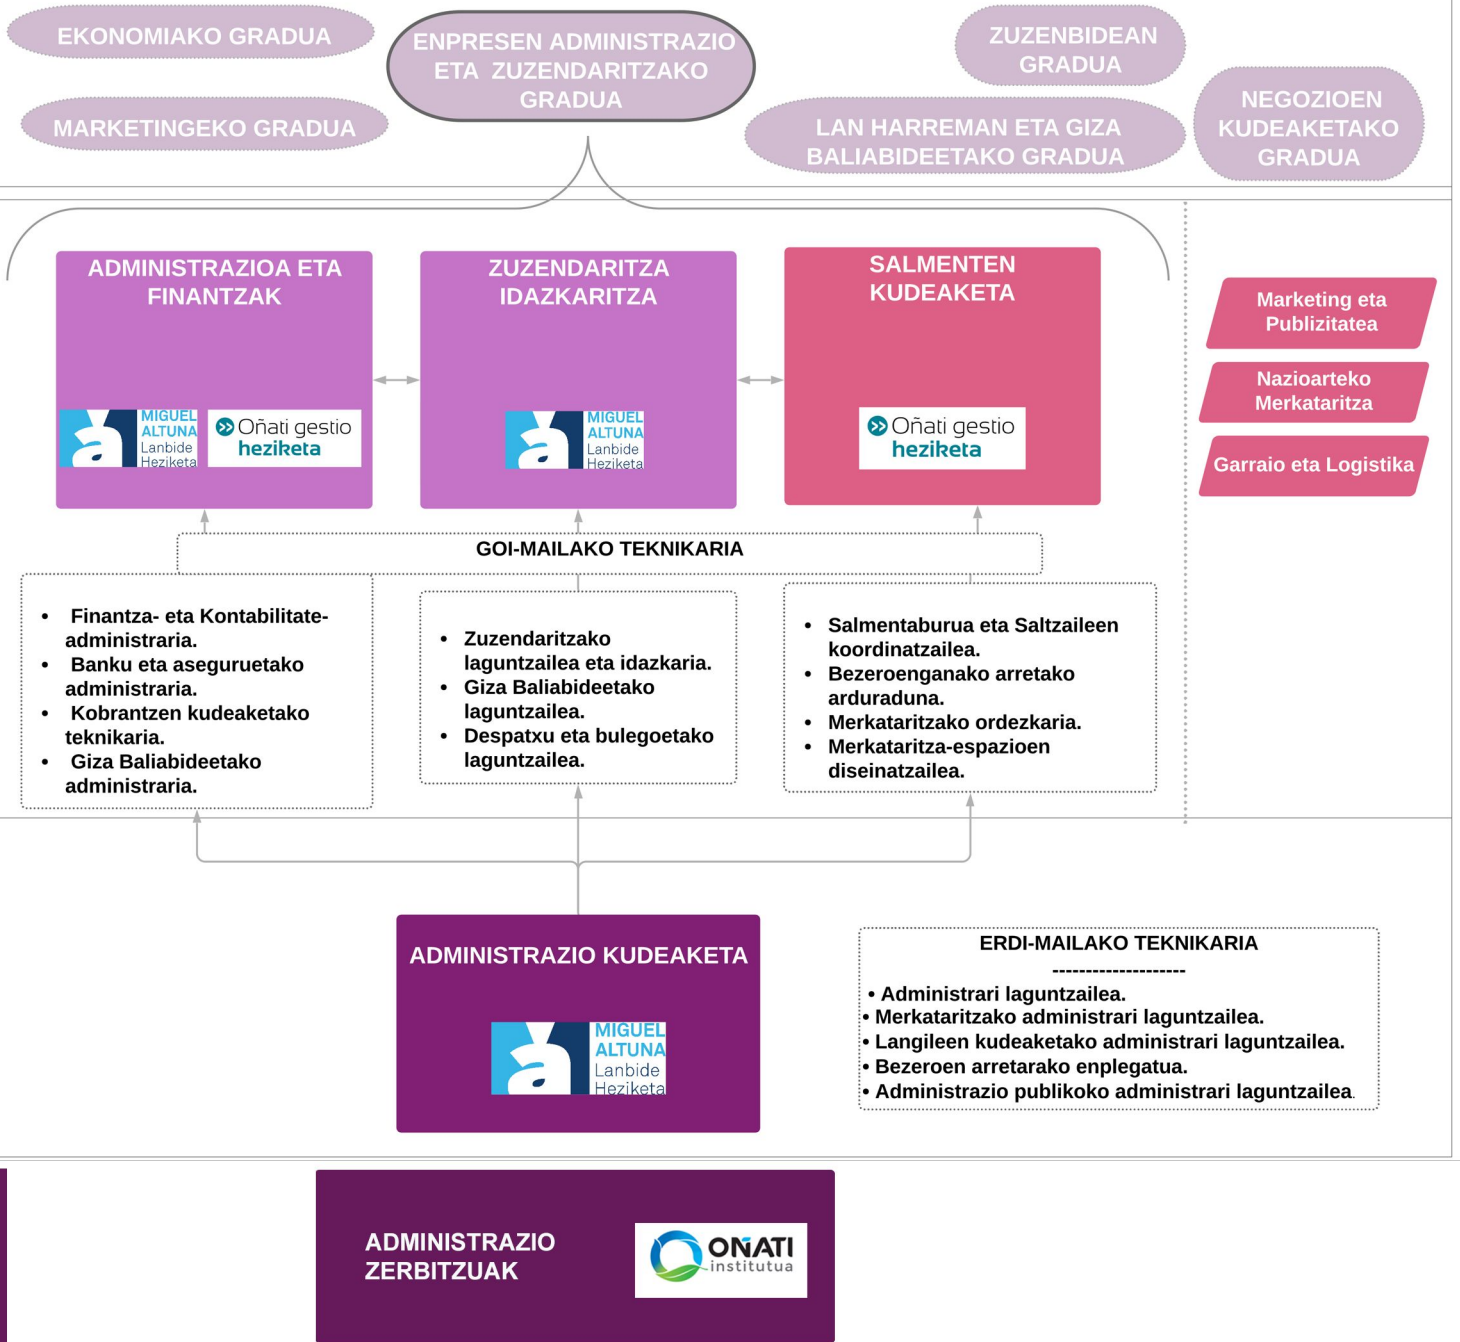 EKONOMIAKO GRADUA
MARKETINGEKO GRADUA
ENPRESEN ADMINISTRAZIO
ETA ZUZENDARITZAKO
GRADUA
ZUZENBIDEAN
GRADUA
LAN HARREMAN ETA GIZA
BALIABIDEETAKO GRADUA
NEGOZIOEN
KUDEAKETAKO
GRADUA
ADMINISTRAZIOA ETA
FINANTZAK
MIGUEL
ALTUNA
Lanbide
Heziketa
Oñati gestio
heziketa
ZUZENDARITZA
IDAZKARITZA
MIGUEL
ALTUNA
Lanbide
Heziketa
SALMENTEN
KUDEAKETA
Oñati gestio
heziketa
Marketing eta
Publizitatea
Nazioarteko
Merkataritza
Garraio eta Logistika
GOI-MAILAKO TEKNIKARIA
• Finantza- eta Kontabilitate-
administraria.
• Banku eta aseguruetako
administraria.
• Kobrantzen kudeaketako
teknikaria.
• Giza Baliabideetako
administraria.
• Zuzendaritzako
laguntzailea eta idazkaria.
• Giza Baliabideetako
laguntzailea.
• Despatxu eta bulegoetako
laguntzailea.
• Salmentaburua eta Saltzaileen
koordinatzailea.
• Bezeroenganako arretako
arduraduna.
• Merkataritzako ordezkaria.
• Merkataritza-espazioen
diseinatzailea.
ADMINISTRAZIO KUDEAKETA
MIGUEL
ALTUNA
Lanbide
Heziketa
ERDI-MAILAKO TEKNIKARIA
--------------------
• Administrari laguntzailea.
• Merkataritzako administrari laguntzailea.
• Langileen kudeaketako administrari laguntzailea.
• Bezeroen arretarako enplegatua.
• Administrazio publikoko administrari laguntzailea.
ADMINISTRAZIO
ZERBITZUAK
OÑATI
institutua